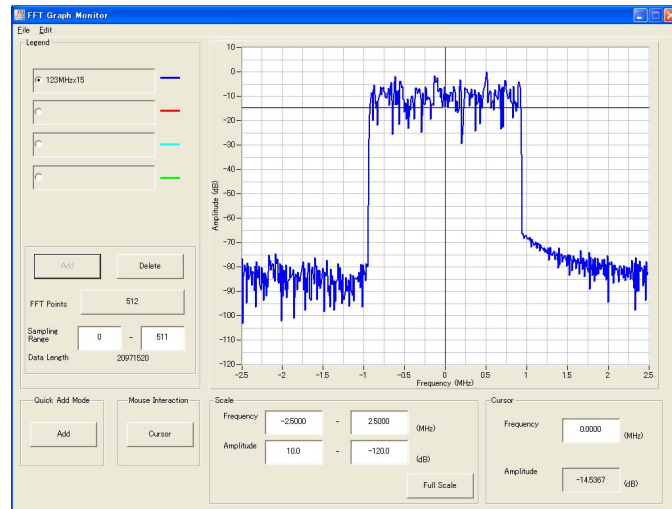 FFT Graph Monitor
File Edit
Legend
123MHzx15
Add
Delete
FFT Points
512
Sampling Range
0 - 511
Data Length
20971520
Quick Add Mode
Add
Mouse Interaction
Cursor
Amplitude (dB)
10
0
-10
-20
-30
-40
-50
-60
-70
-80
-90
-100
-110
-120
-2.5 -2 -1.5 -1 -0.5 0 0.5 1 1.5 2 2.5
Frequency (MHz)
Scale
Frequency
-2.5000 - 2.5000 (MHz)
Amplitude
10.0 - -120.0 (dB)
Full Scale
Cursor
Frequency
0.0000 (MHz)
Amplitude
-14.5367 (dB)